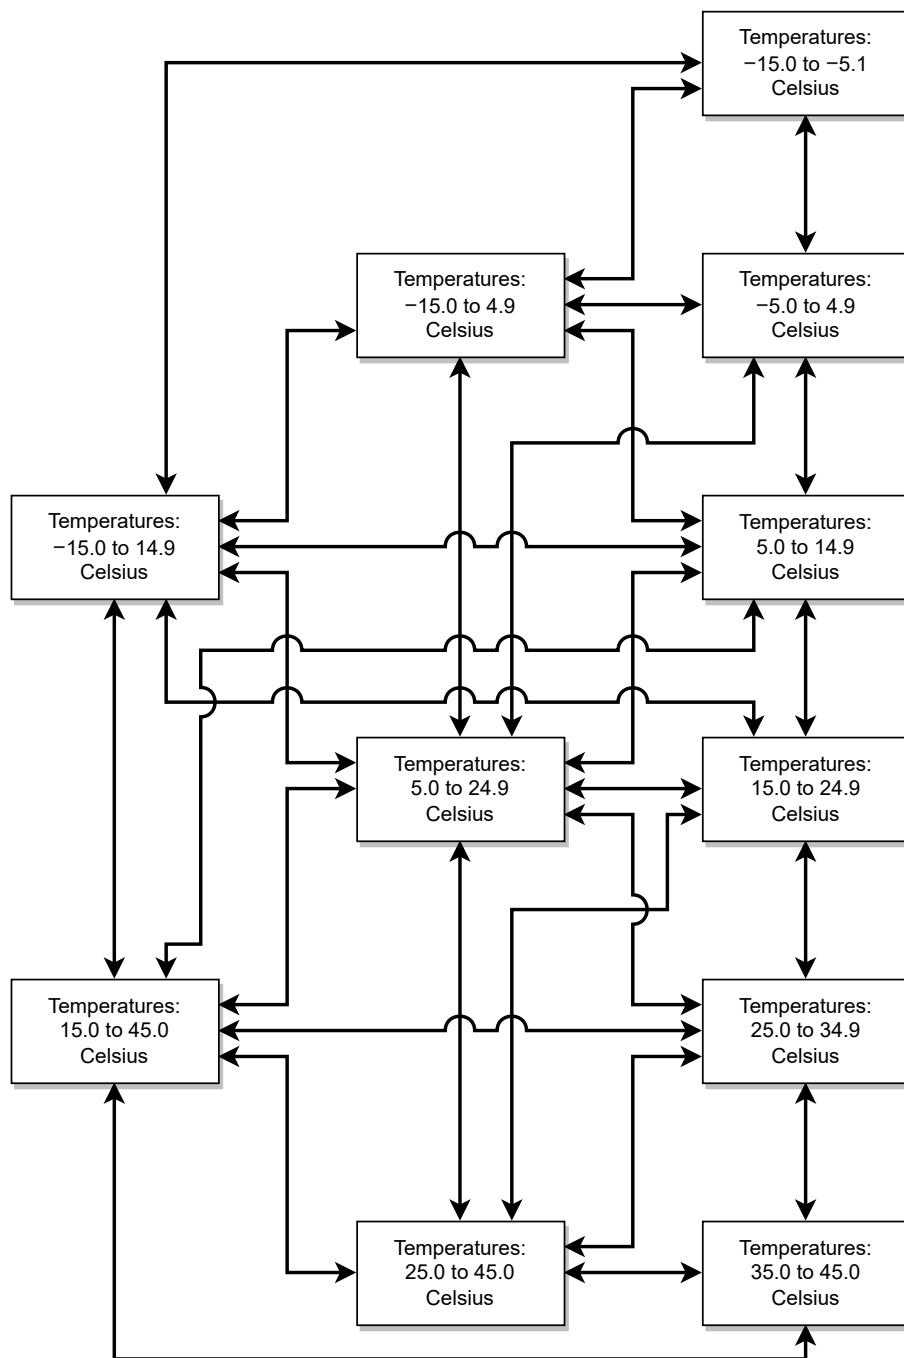 Temperatures:
−15.0 to −5.1
Celsius
Temperatures:
−15.0 to 4.9
Celsius
Temperatures:
−5.0 to 4.9
Celsius
Temperatures:
−15.0 to 14.9
Celsius
Temperatures:
5.0 to 14.9
Celsius
Temperatures:
5.0 to 24.9
Celsius
Temperatures:
15.0 to 24.9
Celsius
Temperatures:
15.0 to 45.0
Celsius
Temperatures:
25.0 to 34.9
Celsius
Temperatures:
25.0 to 45.0
Celsius
Temperatures:
35.0 to 45.0
Celsius